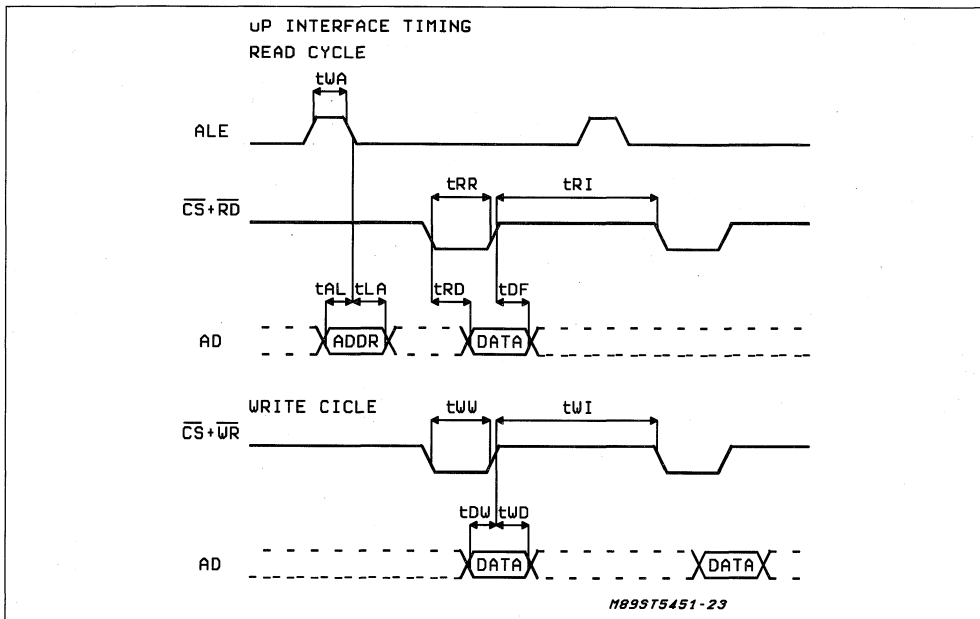 uP INTERFACE TIMING
READ CYCLE
tWA
ALE
tRR
tRI
CS+RD
tAL
tLA
tRD
tDF
AD
ADDR
DATA
WRITE CICLE
tWW
tWI
CS+WR
tDW
tWD
AD
DATA
DATA
M89ST5451-23